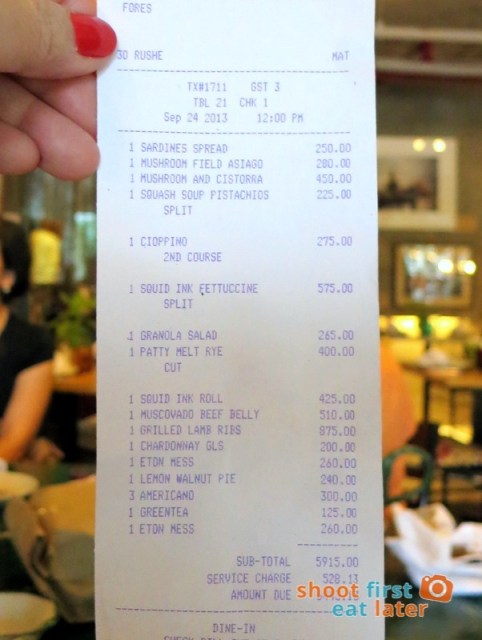 FORES
30 RUSHE MAT
TX#1711 GST 3
TBL 21 CHK 1
Sep 24 2013 12:00 PM
1 SARDINES SPREAD 250.00
1 MUSHROOM FIELD ASIAGO 280.00
1 MUSHROOM AND CISTORRA 450.00
1 SQUASH SOUP PISTACHIOS 225.00
SPLIT
1 CIOPPINO 275.00
2ND COURSE
1 SQUID INK FETTUCCINE 575.00
SPLIT
1 GRANOLA SALAD 265.00
1 PATTY MELT RYE 400.00
CUT
1 SQUID INK ROLL 425.00
1 MUSCOVADO BEEF BELLY 510.00
1 GRILLED LAMB RIBS 875.00
1 CHARDONNAY GLS 200.00
1 ETON MESS 260.00
1 LEMON WALNUT PIE 240.00
3 AMERICANO 300.00
1 GREENTEA 125.00
1 ETON MESS 260.00
SUB-TOTAL 5915.00
SERVICE CHARGE 528.13
AMOUNT DUE
shoot first
eat later
DINE-IN